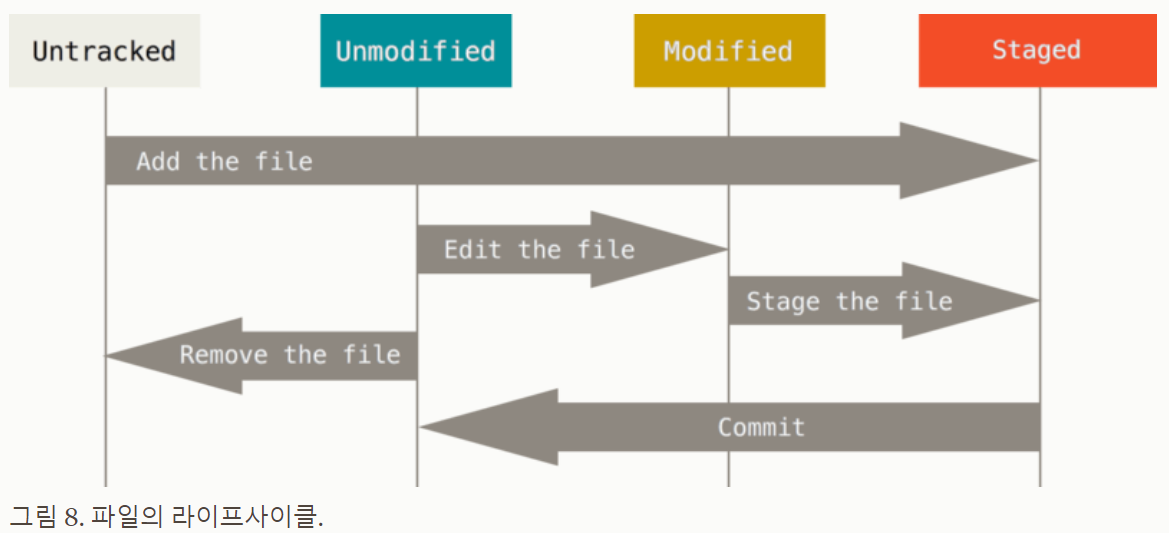 Untracked
Unmodified
Modified
Staged
Add the file
Edit the file
Stage the file
Remove the file
Commit
그림 8. 파일의 라이프사이클.